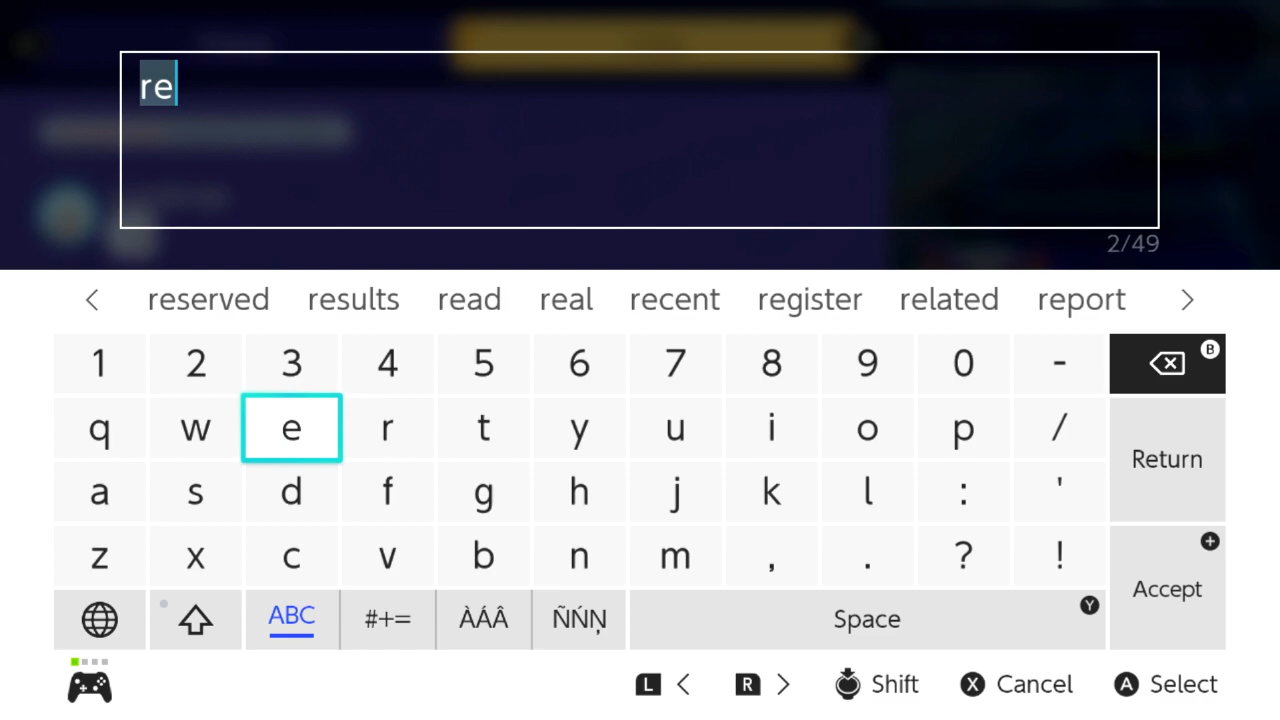 re
2/49
reserved results read real recent register related report
1 2 3 4 5 6 7 8 9 0 - B
q w e r t y u i o p / Return
a s d f g h j k l : '
z x c v b n m , . ? ! + Accept
ABC #+= ÀÁÂ ÑŃŅ Space Y
L R Shift X Cancel A Select